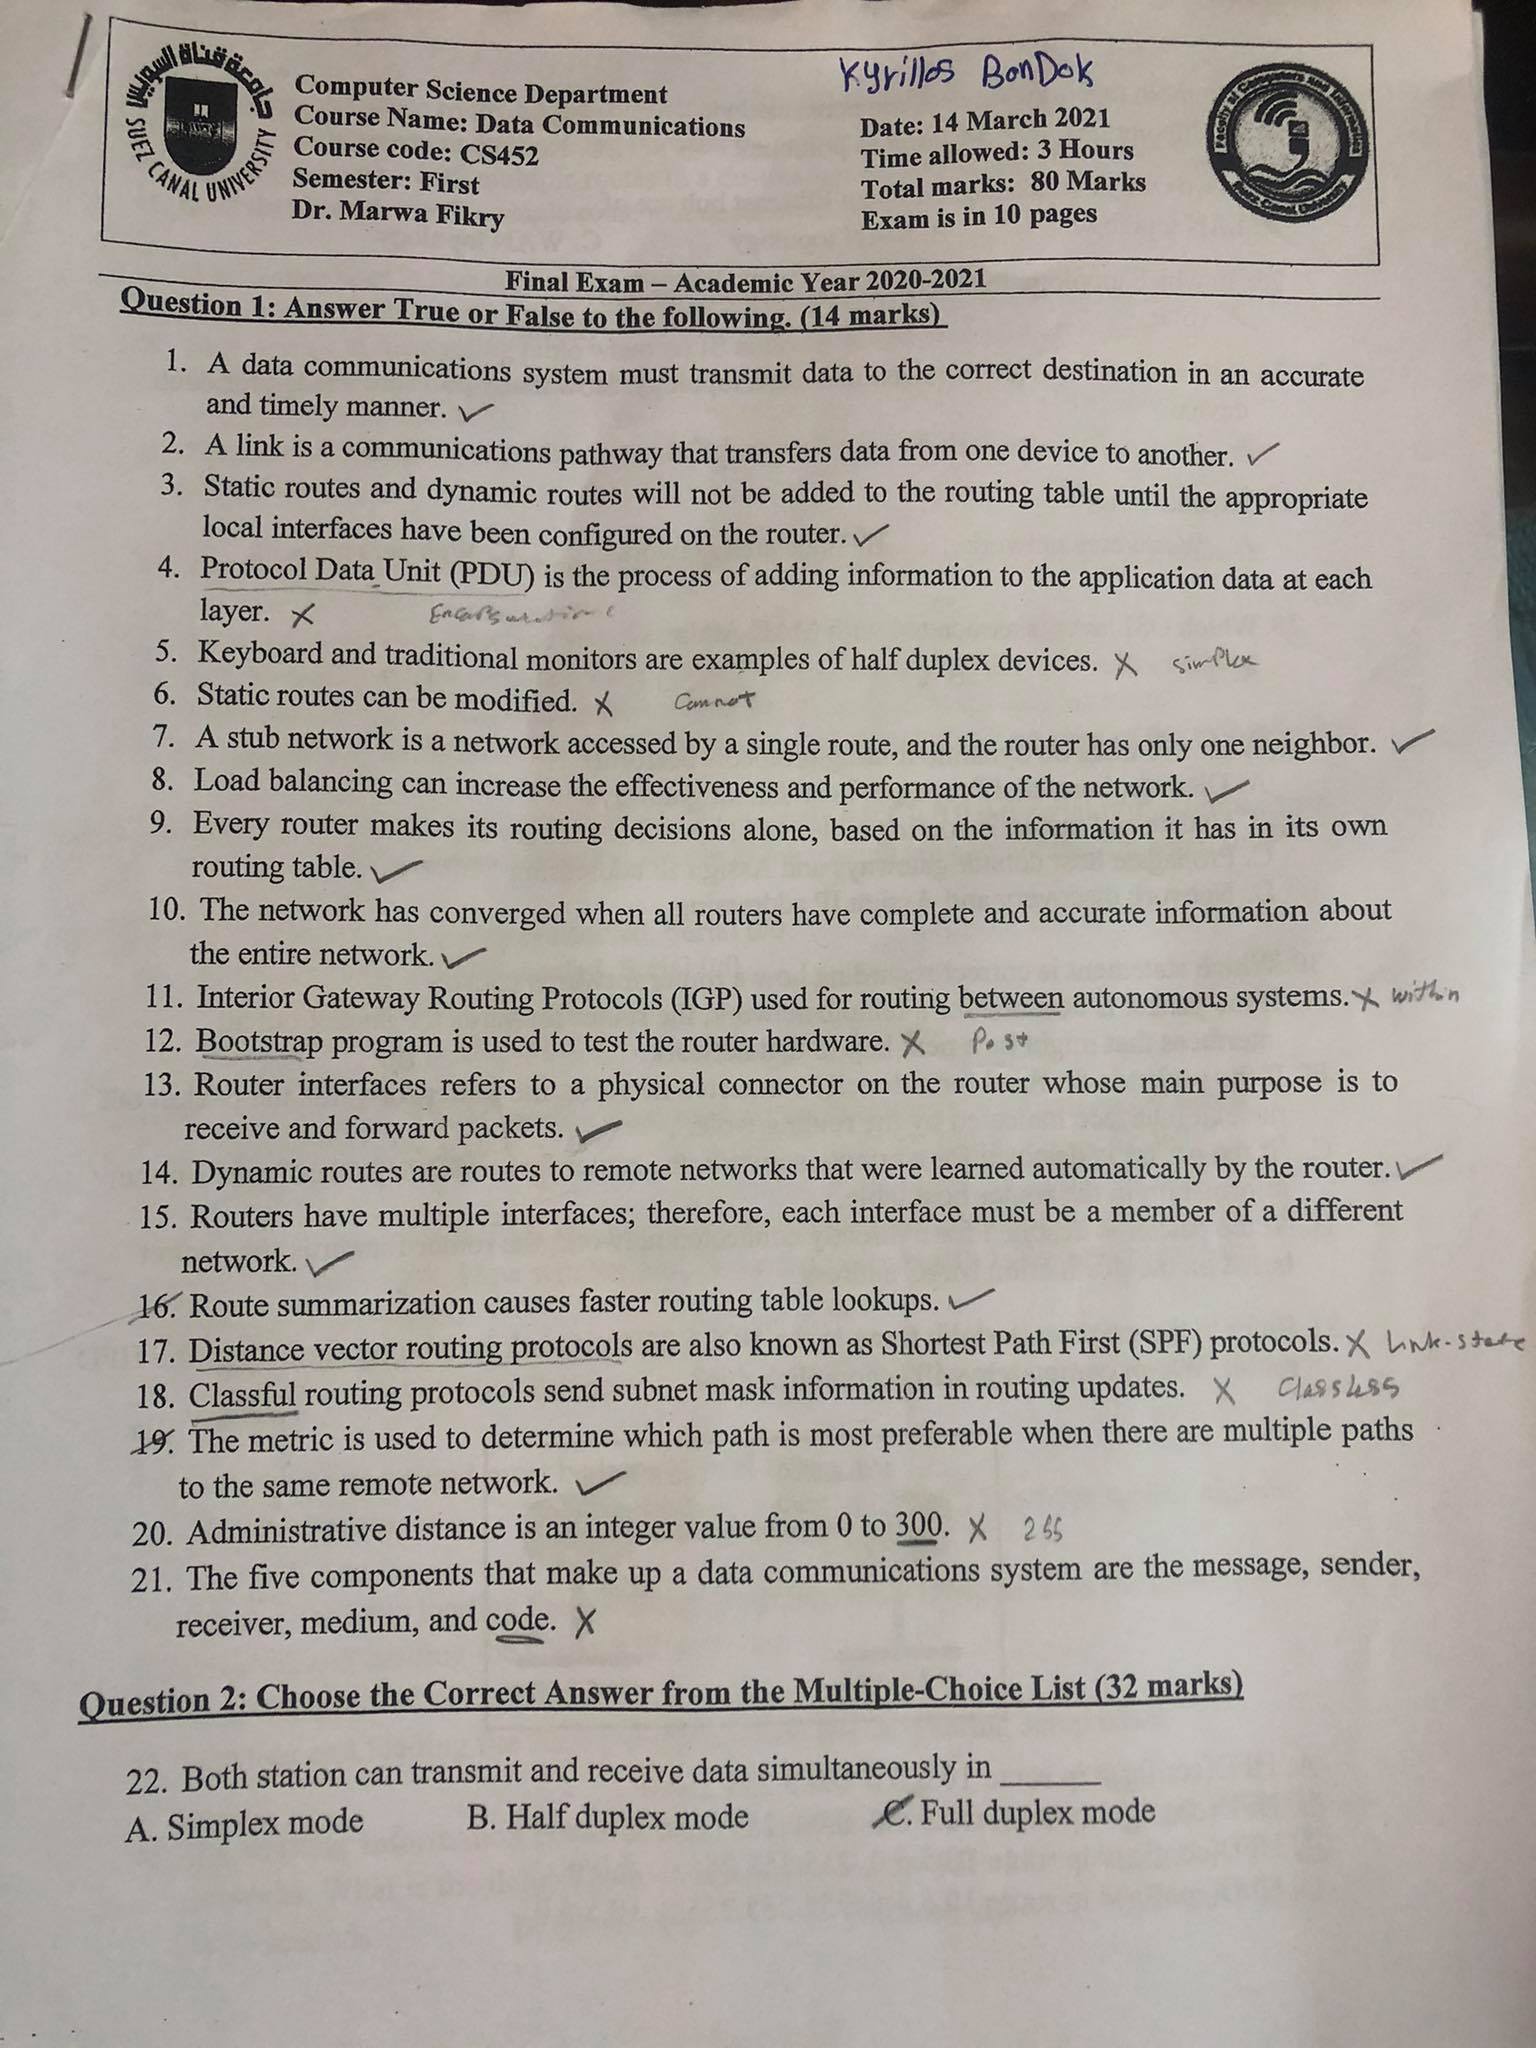 جامعة قناة السويس
SUEZ CANAL UNIVERSITY
Computer Science Department
Course Name: Data Communications
Course code: CS452
Semester: First
Dr. Marwa Fikry
Kyrillos BonDok
Date: 14 March 2021
Time allowed: 3 Hours
Total marks: 80 Marks
Exam is in 10 pages
Faculty of Computers and Informatics
Suez Canal University
Final Exam – Academic Year 2020-2021
Question 1: Answer True or False to the following. (14 marks)
1. A data communications system must transmit data to the correct destination in an accurate
and timely manner. ✓
2. A link is a communications pathway that transfers data from one device to another. ✓
3. Static routes and dynamic routes will not be added to the routing table until the appropriate
local interfaces have been configured on the router. ✓
4. Protocol Data Unit (PDU) is the process of adding information to the application data at each
layer. X
5. Keyboard and traditional monitors are examples of half duplex devices. X simplex
6. Static routes can be modified. X Cannot
7. A stub network is a network accessed by a single route, and the router has only one neighbor. ✓
8. Load balancing can increase the effectiveness and performance of the network. ✓
9. Every router makes its routing decisions alone, based on the information it has in its own
routing table. ✓
10. The network has converged when all routers have complete and accurate information about
the entire network. ✓
11. Interior Gateway Routing Protocols (IGP) used for routing between autonomous systems. X within
12. Bootstrap program is used to test the router hardware. X Post
13. Router interfaces refers to a physical connector on the router whose main purpose is to
receive and forward packets. ✓
14. Dynamic routes are routes to remote networks that were learned automatically by the router. ✓
15. Routers have multiple interfaces; therefore, each interface must be a member of a different
network. ✓
16. Route summarization causes faster routing table lookups. ✓
17. Distance vector routing protocols are also known as Shortest Path First (SPF) protocols. X Link-state
18. Classful routing protocols send subnet mask information in routing updates. X Classless
19. The metric is used to determine which path is most preferable when there are multiple paths
to the same remote network. ✓
20. Administrative distance is an integer value from 0 to 300. X 255
21. The five components that make up a data communications system are the message, sender,
receiver, medium, and code. X
Question 2: Choose the Correct Answer from the Multiple-Choice List (32 marks)
22. Both station can transmit and receive data simultaneously in ______
A. Simplex mode B. Half duplex mode C. Full duplex mode